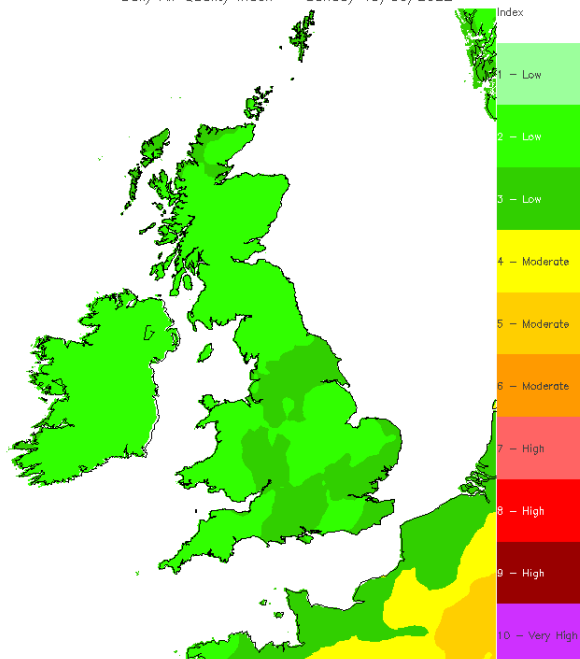 Index
1 – Low
2 – Low
3 – Low
4 – Moderate
5 – Moderate
6 – Moderate
7 – High
8 – High
9 – High
10 – Very High